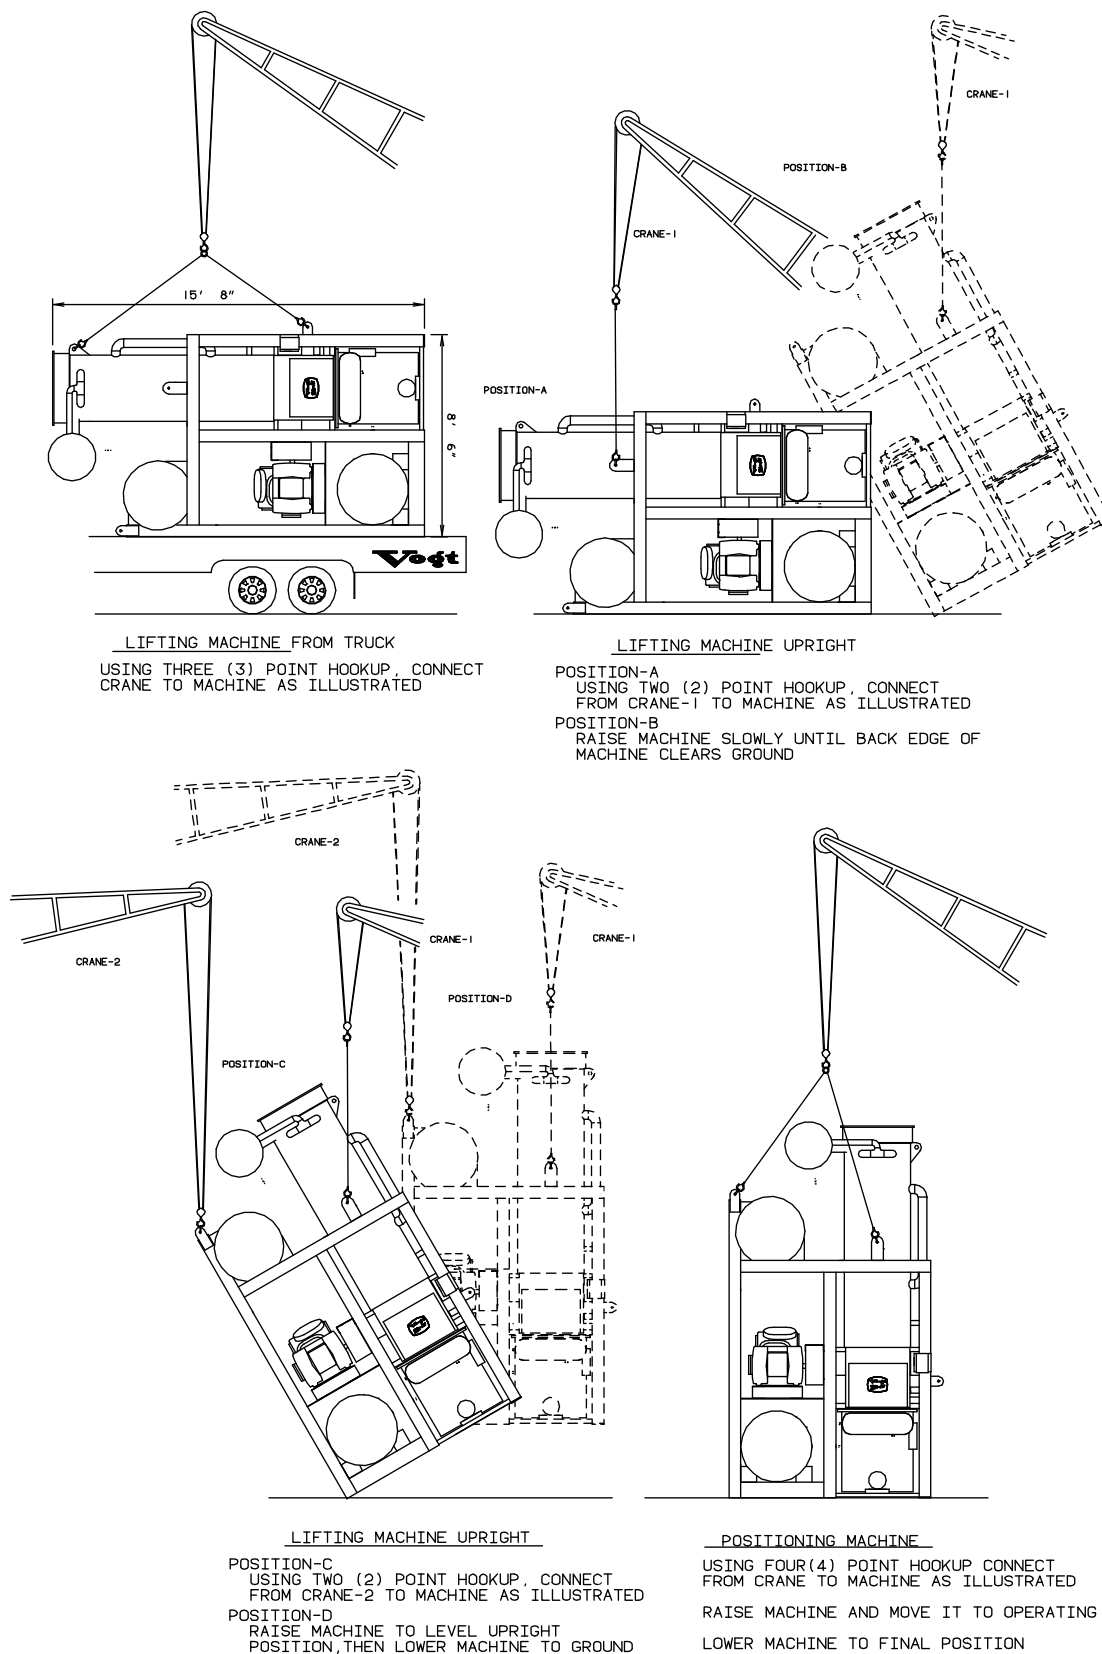 CRANE-1
POSITION-B
CRANE-1
15' 8"
POSITION-A
8' 6"
Vogt
LIFTING MACHINE FROM TRUCK
USING THREE (3) POINT HOOKUP, CONNECT
CRANE TO MACHINE AS ILLUSTRATED
LIFTING MACHINE UPRIGHT
POSITION-A
USING TWO (2) POINT HOOKUP, CONNECT
FROM CRANE-1 TO MACHINE AS ILLUSTRATED
POSITION-B
RAISE MACHINE SLOWLY UNTIL BACK EDGE OF
MACHINE CLEARS GROUND
CRANE-2
CRANE-2
CRANE-1
CRANE-1
POSITION-D
POSITION-C
LIFTING MACHINE UPRIGHT
POSITION-C
USING TWO (2) POINT HOOKUP, CONNECT
FROM CRANE-2 TO MACHINE AS ILLUSTRATED
POSITION-D
RAISE MACHINE TO LEVEL UPRIGHT
POSITION,THEN LOWER MACHINE TO GROUND
POSITIONING MACHINE
USING FOUR(4) POINT HOOKUP CONNECT
FROM CRANE TO MACHINE AS ILLUSTRATED
RAISE MACHINE AND MOVE IT TO OPERATING
LOWER MACHINE TO FINAL POSITION